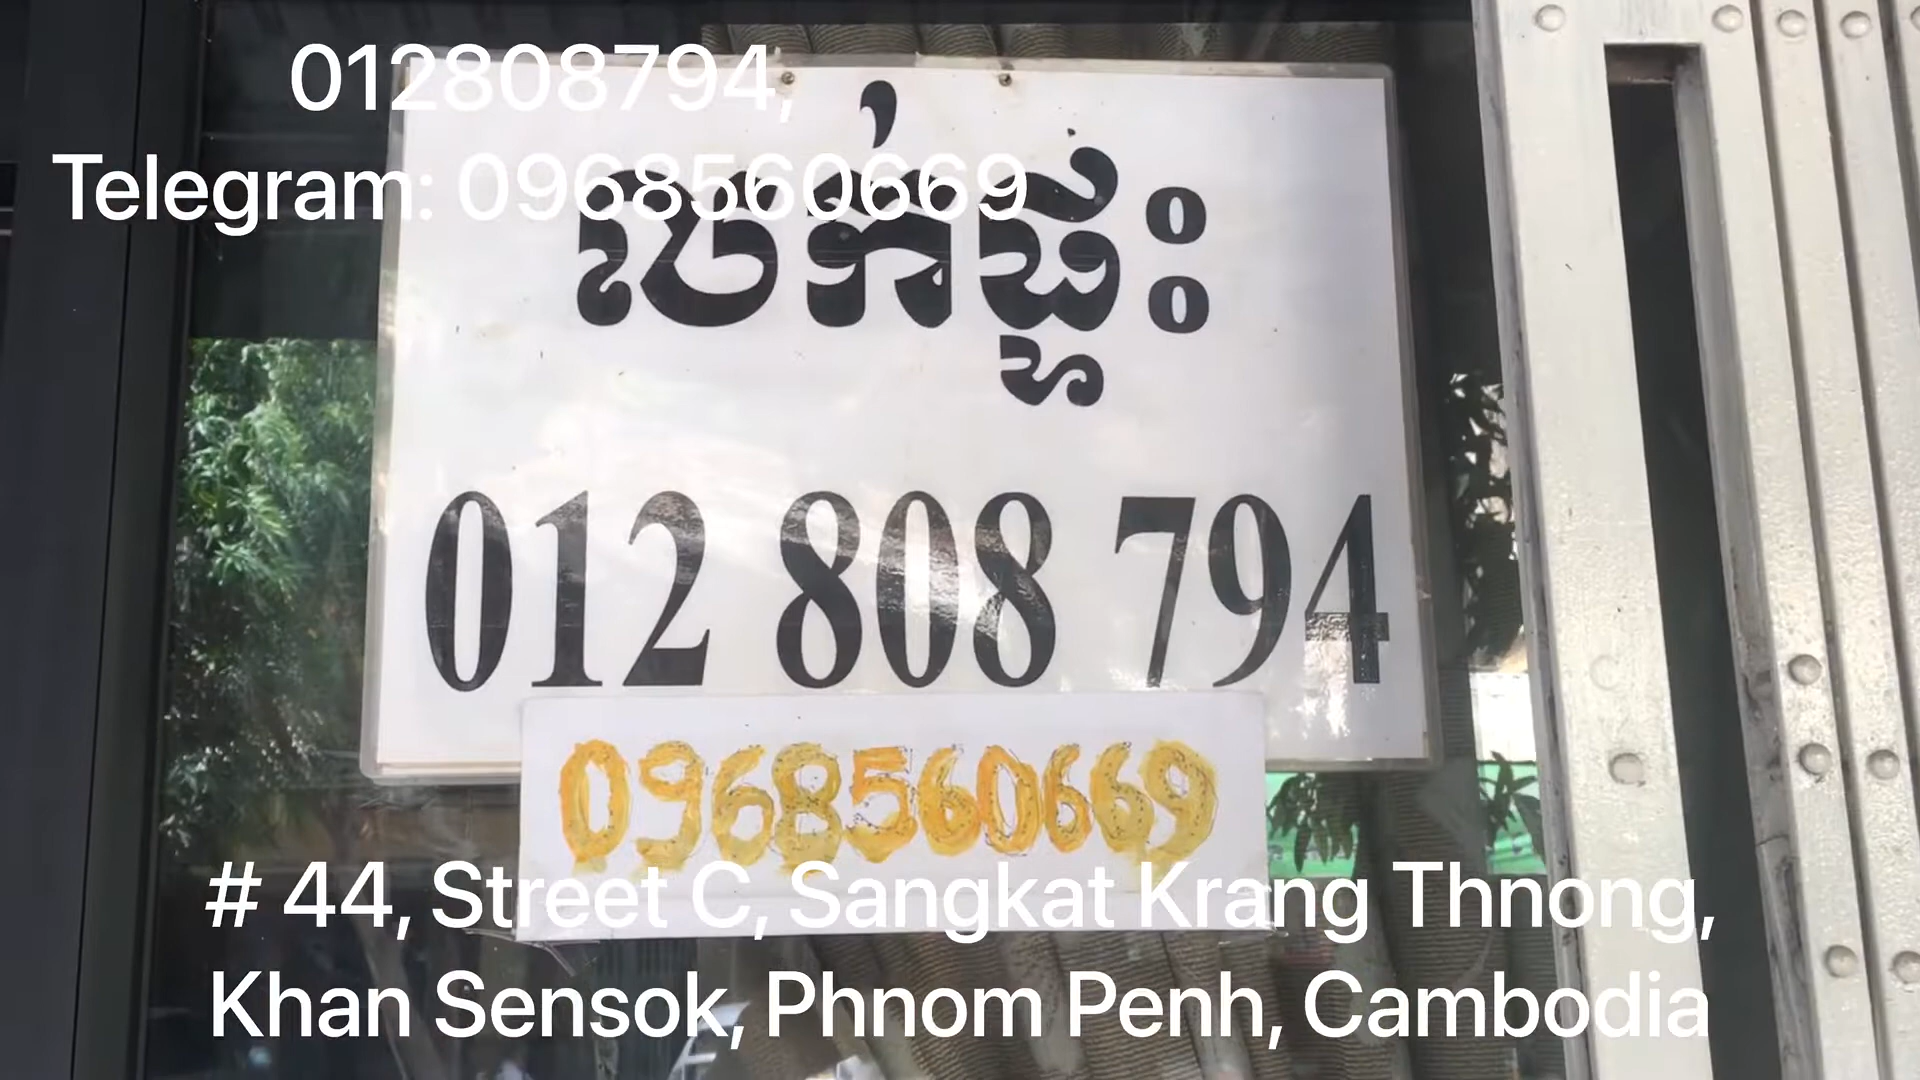 012808794,
Telegram: 0968560669
លក់ផ្ទះ
012 808 794
0968560669
# 44, Street C, Sangkat Krang Thnong,
Khan Sensok, Phnom Penh, Cambodia